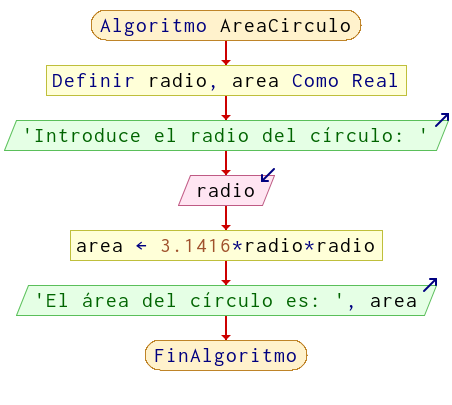 Algoritmo AreaCirculo
Definir radio, area Como Real
'Introduce el radio del círculo: '
radio
area ← 3.1416*radio*radio
'El área del círculo es: ', area
FinAlgoritmo